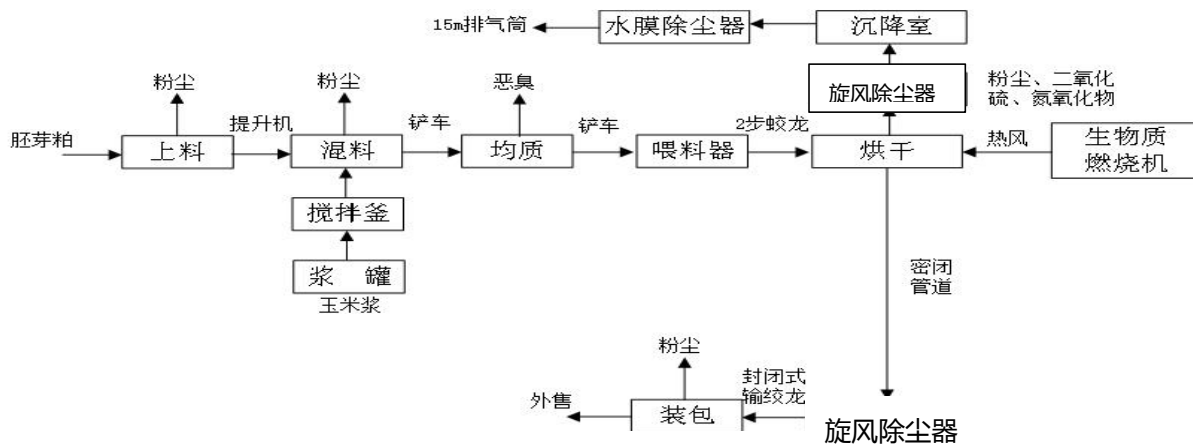 15m排气筒
水膜除尘器
沉降室
粉尘
粉尘
恶臭
旋风除尘器
粉尘、二氧化
硫、氮氧化物
胚芽粕
上料
提升机
混料
铲车
均质
铲车
喂料器
2步蛟龙
烘干
热风
生物质
燃烧机
搅拌釜
浆 罐
玉米浆
密闭
管道
粉尘
外售
装包
封闭式
输绞龙
旋风除尘器